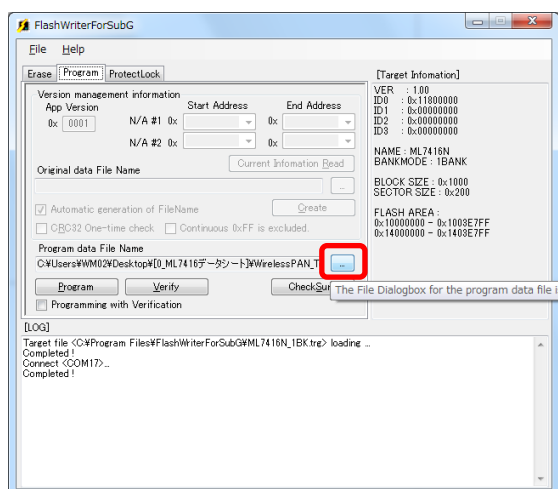 FlashWriterForSubG
File Help
Erase Program ProtectLock
Version management information
App Version Start Address End Address
0x 0001 N/A #1 0x 0x
N/A #2 0x 0x
Current Infomation Read
Original data File Name
...
Automatic generation of FileName Create
CRC32 One-time check Continuous 0xFF is excluded.
Program data File Name
C:¥Users¥WM02¥Desktop¥[0_ML7416データシート]¥WirelessPAN_T ...
Program Verify CheckSum
Programming with Verification
The File Dialogbox for the program data file i
[Target Infomation]
VER : 1.00
ID0 : 0x11800000
ID1 : 0x00000000
ID2 : 0x00000000
ID3 : 0x00000000
NAME : ML7416N
BANKMODE : 1BANK
BLOCK SIZE : 0x1000
SECTOR SIZE : 0x200
FLASH AREA :
0x10000000 - 0x1003E7FF
0x14000000 - 0x1403E7FF
[LOG]
Target file <C:¥Program Files¥FlashWriterForSubG¥ML7416N_1BK.trg> loading ...
Completed !
Connect <COM17>...
Completed !